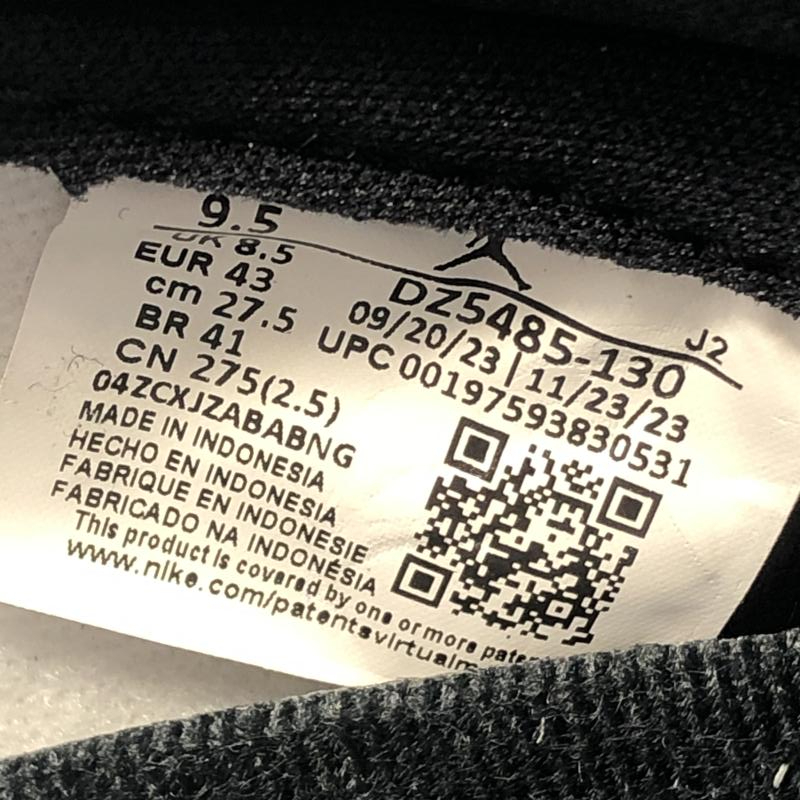 9.5
UK 8.5
EUR 43
cm 27.5
BR 41
CN 275(2.5)
04ZCXJZABABNG
MADE IN INDONESIA
HECHO EN INDONESIA
FABRIQUE EN INDONESIE
FABRICADO NA INDONÉSIA
This product is covered by one or more
www.nike.com/patentsvirtual
J2
DZ5485-130
09/20/23 | 11/23/23
UPC 00197593830531